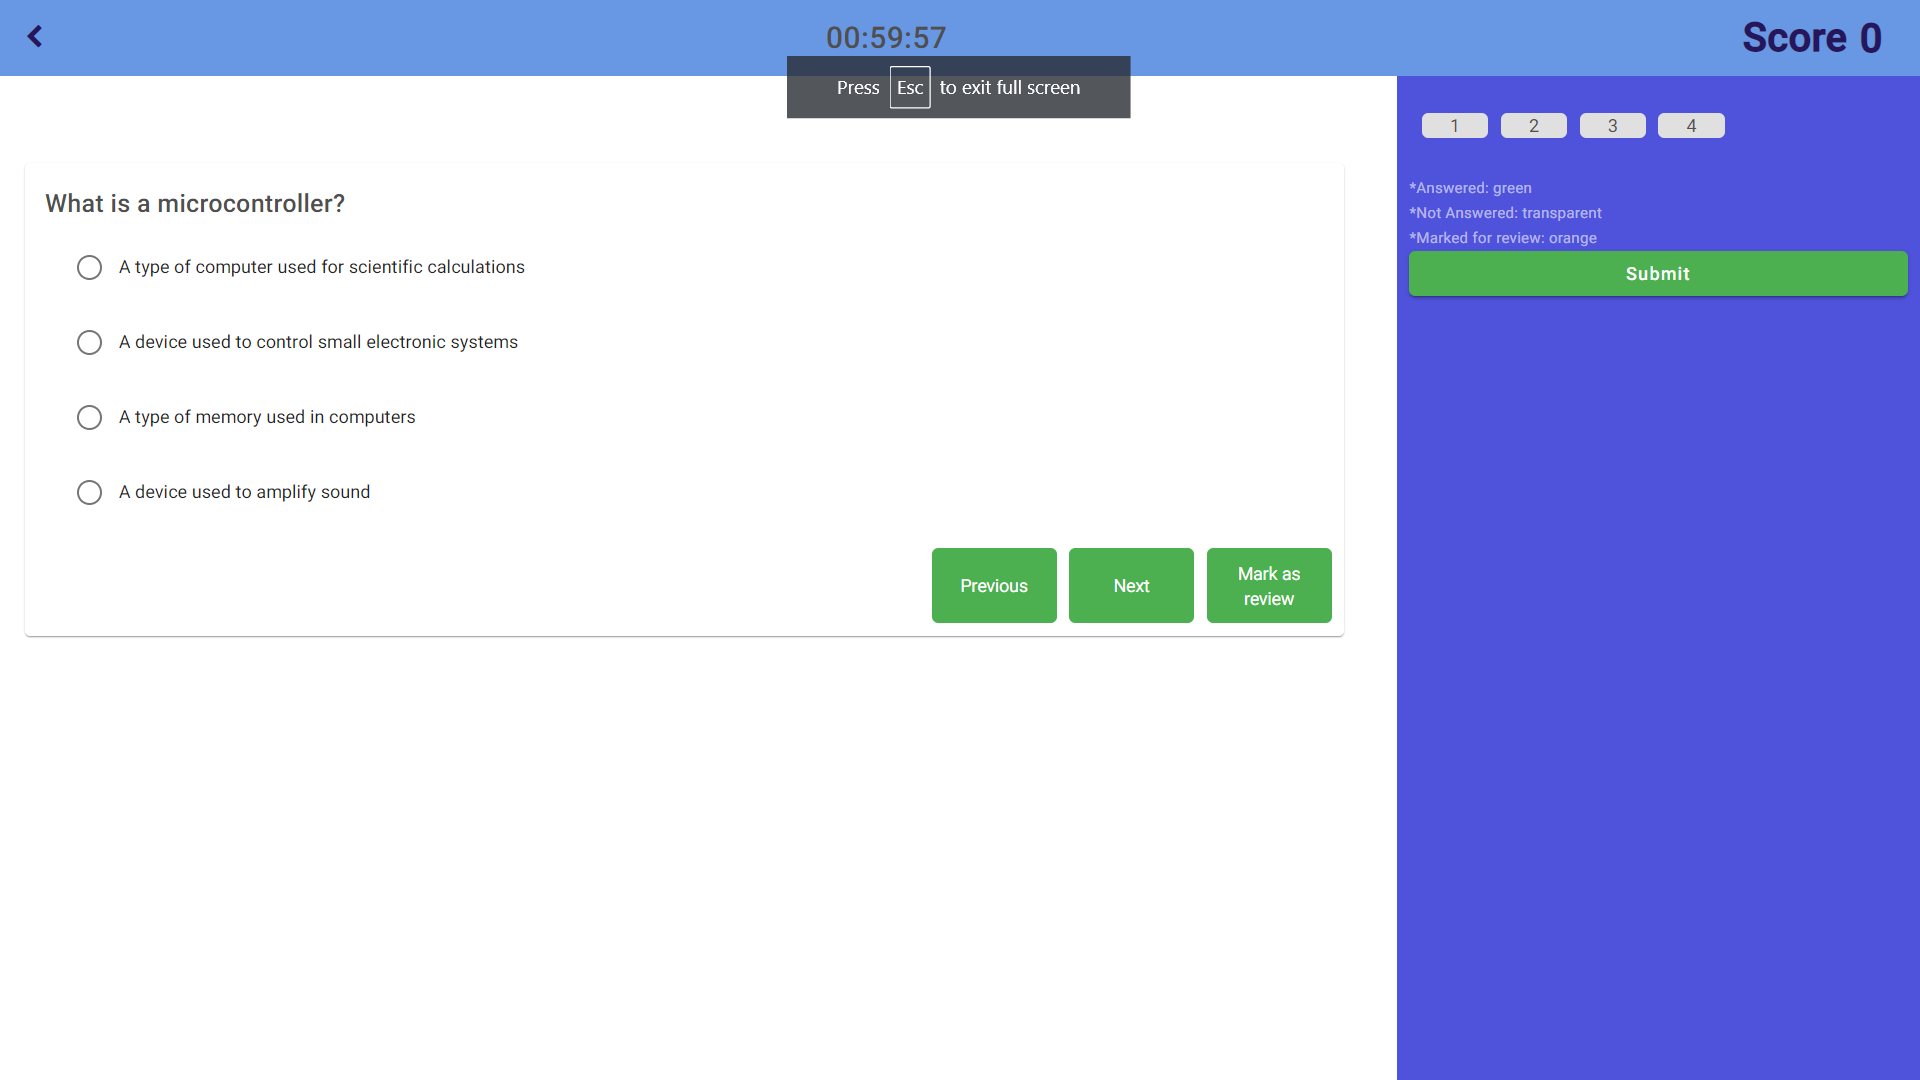 00:59:57
Score 0
Press Esc to exit full screen
1 2 3 4
*Answered: green
*Not Answered: transparent
*Marked for review: orange
Submit
What is a microcontroller?
A type of computer used for scientific calculations
A device used to control small electronic systems
A type of memory used in computers
A device used to amplify sound
Previous
Next
Mark as
review